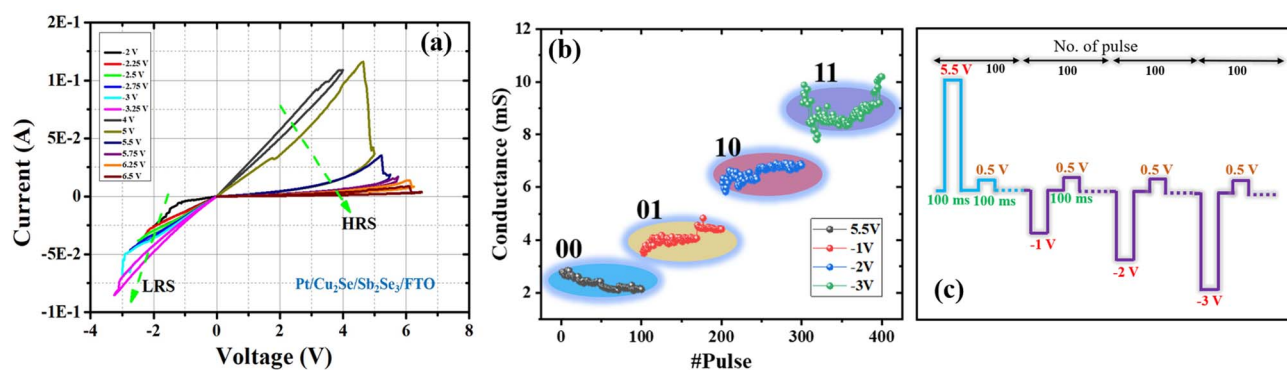 2E-1
1E-1
5E-2
0
-5E-2
-1E-1
Current (A)
-4 -2 0 2 4 6 8
Voltage (V)
-2 V
-2.25 V
-2.5 V
-2.75 V
-3 V
-3.25 V
4 V
5 V
5.5 V
5.75 V
6.25 V
6.5 V
(a)
HRS
LRS
Pt/Cu₂Se/Sb₂Se₃/FTO
12
10
8
6
4
2
Conductance (mS)
0 100 200 300 400
#Pulse
(b)
11
10
01
00
5.5V
-1V
-2V
-3V
No. of pulse
100 100 100 100
5.5 V
0.5 V 0.5 V 0.5 V 0.5 V
100 ms 100 ms 100 ms
-1 V
-2 V
-3 V
(c)